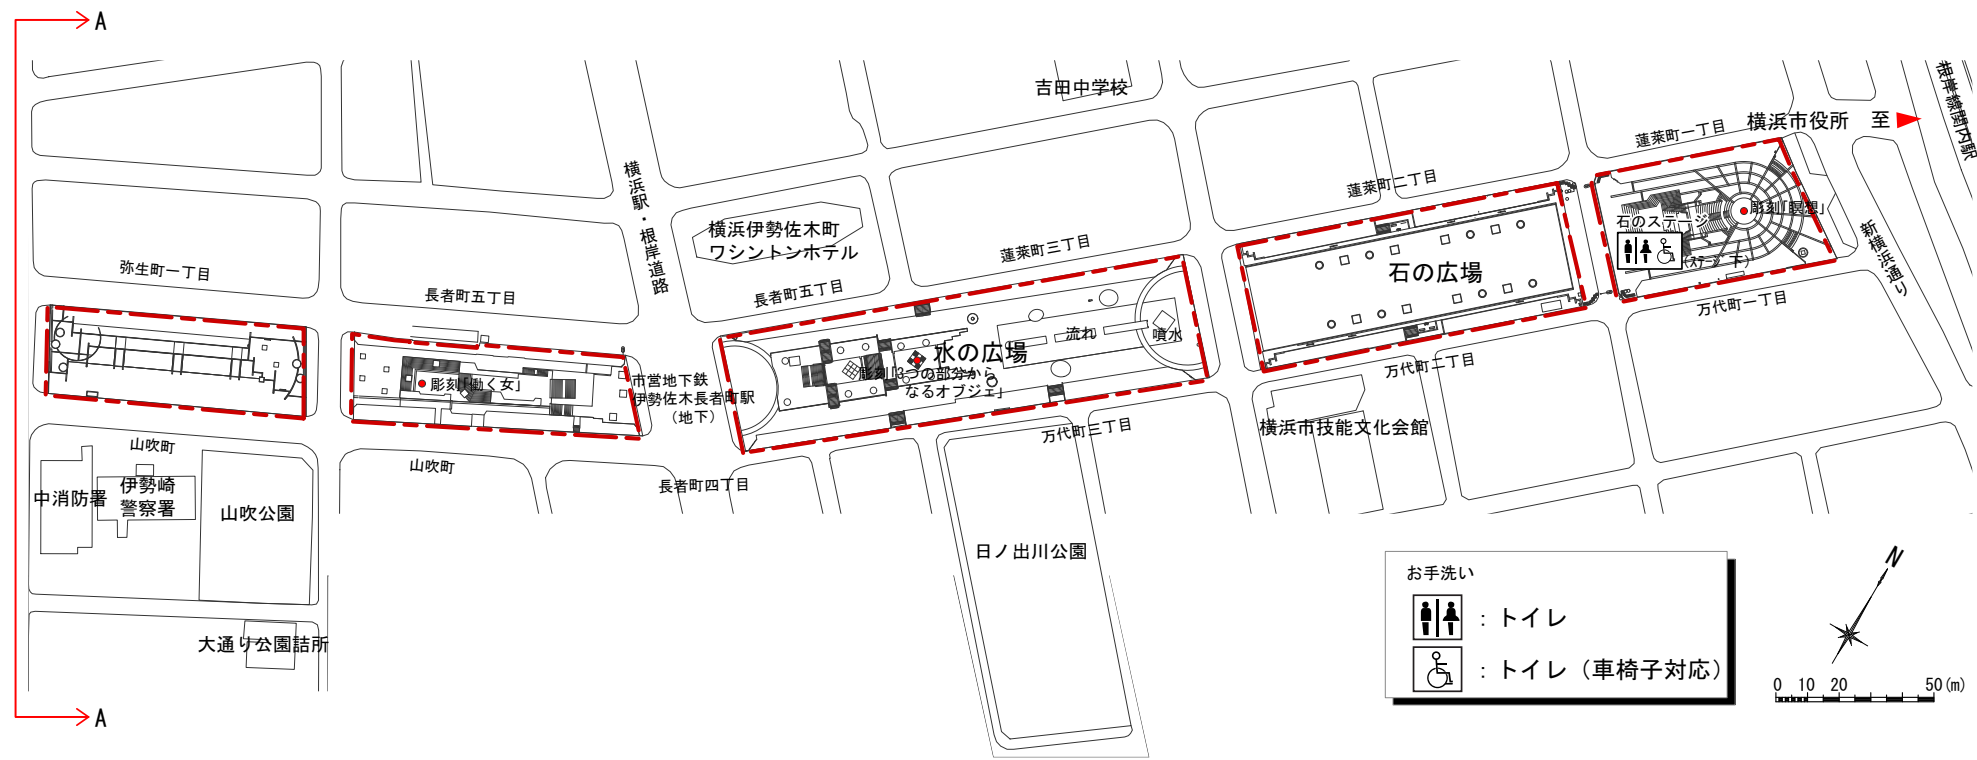 A
吉田中学校
根岸線関内駅
横浜市役所 至
蓮莱町一丁目
蓮莱町二丁目
彫刻「瞑想」
石のステージ
(ステージ 下)
新横浜通り
万代町一丁目
石の広場
万代町二丁目
横浜駅・根岸道路
横浜伊勢佐木町
ワシントンホテル
蓮莱町三丁目
長者町五丁目
弥生町一丁目
長者町五丁目
流れ
噴水
水の広場
彫刻「3つの部分から
なるオブジェ」
彫刻「働く女」
市営地下鉄
伊勢佐木長者町駅
(地下)
万代町三丁目
横浜市技能文化会館
山吹町
山吹町
長者町四丁目
中消防署
伊勢崎
警察署
山吹公園
日ノ出川公園
大通り公園詰所
お手洗い
：トイレ
：トイレ（車椅子対応）
N
0 10 20 50(m)
A